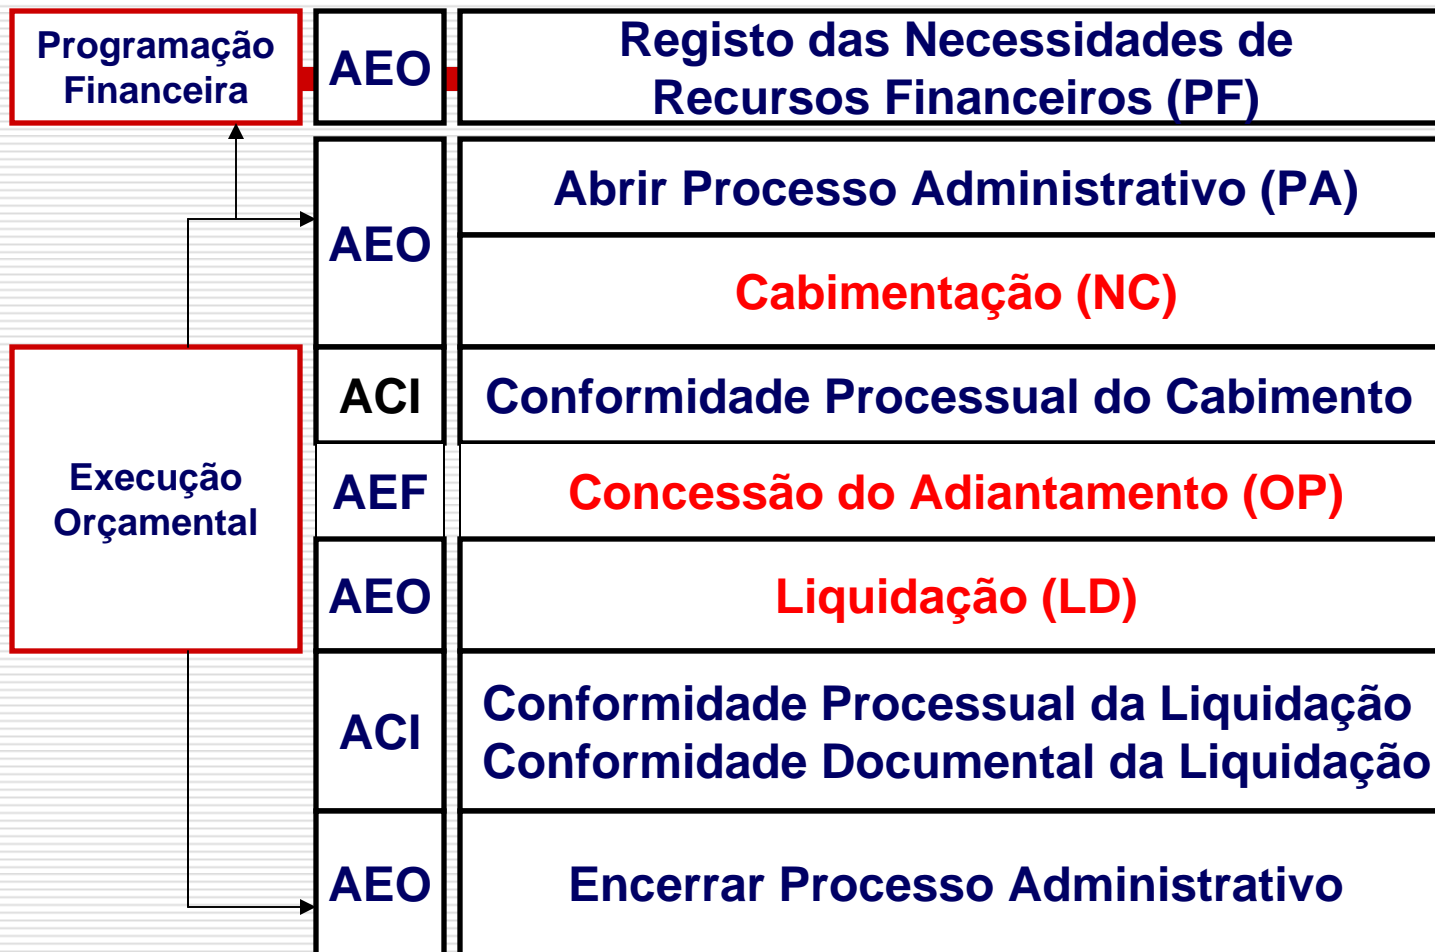 Programação
Financeira
AEO
Registo das Necessidades de
Recursos Financeiros (PF)
AEO
Abrir Processo Administrativo (PA)
Cabimentação (NC)
Execução
Orçamental
ACI
Conformidade Processual do Cabimento
AEF
Concessão do Adiantamento (OP)
AEO
Liquidação (LD)
ACI
Conformidade Processual da Liquidação
Conformidade Documental da Liquidação
AEO
Encerrar Processo Administrativo